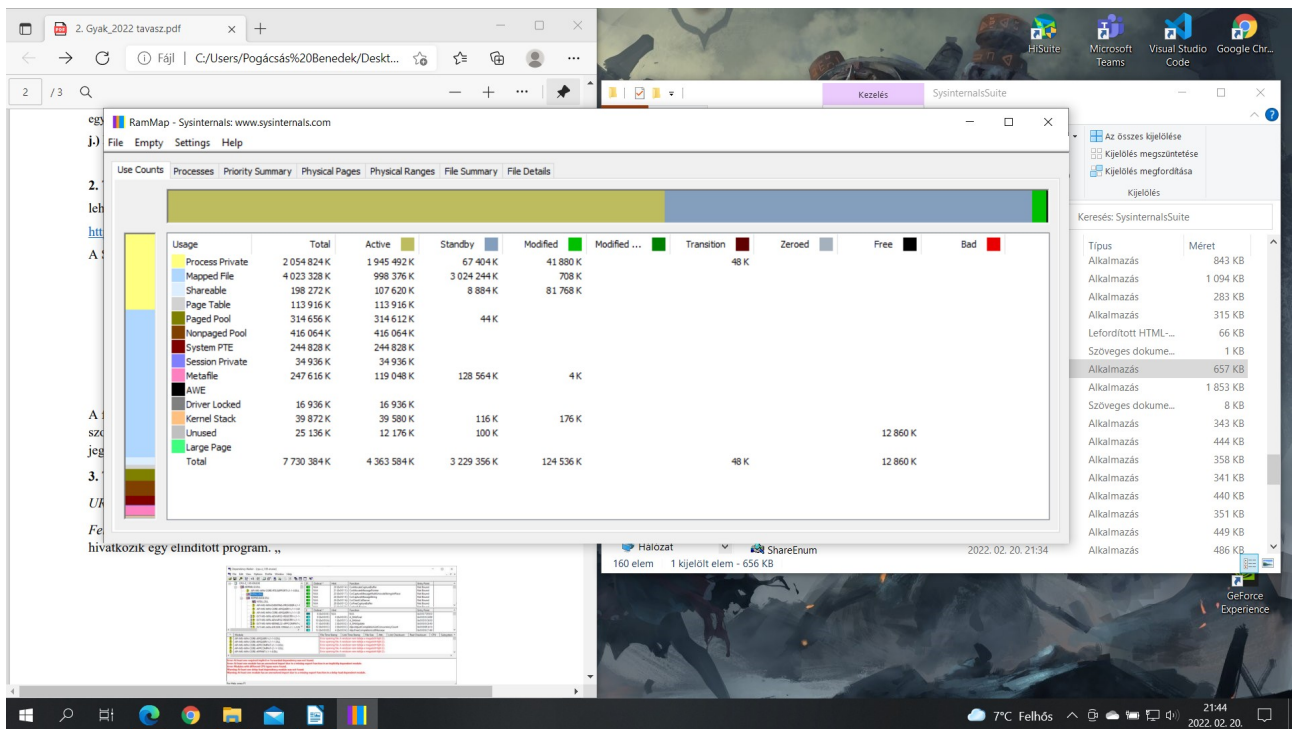 2. Gyak_2022 tavasz.pdf
Fájl | C:/Users/Pogácsás%20Benedek/Deskt...
2 / 3
egy
j.)
2.
leh
htt
A S
A f
szo
jeg
3.
Fe
hivatkozik egy elindított program. „
HiSuite
Microsoft Teams
Visual Studio Code
Google Chr...
Kezelés
SysinternalsSuite
Az összes kijelölése
Kijelölés megszüntetése
Kijelölés megfordítása
Kijelölés
Keresés: SysinternalsSuite
Típus Méret
Alkalmazás 843 KB
Alkalmazás 1 094 KB
Alkalmazás 283 KB
Alkalmazás 315 KB
Lefordított HTML-... 66 KB
Szöveges dokume... 1 KB
Alkalmazás 657 KB
Alkalmazás 1 853 KB
Szöveges dokume... 8 KB
Alkalmazás 343 KB
Alkalmazás 444 KB
Alkalmazás 358 KB
Alkalmazás 341 KB
Alkalmazás 440 KB
Alkalmazás 351 KB
Alkalmazás 449 KB
Alkalmazás 486 KB
Hálózat
ShareEnum 2022. 02. 20. 21:34
160 elem 1 kijelölt elem - 656 KB
RamMap - Sysinternals: www.sysinternals.com
File Empty Settings Help
Use Counts Processes Priority Summary Physical Pages Physical Ranges File Summary File Details
Usage Total Active Standby Modified Modified ... Transition Zeroed Free Bad
Process Private 2 054 824 K 1 945 492 K 67 404 K 41 880 K 48 K
Mapped File 4 023 328 K 998 376 K 3 024 244 K 708 K
Shareable 198 272 K 107 620 K 8 884 K 81 768 K
Page Table 113 916 K 113 916 K
Paged Pool 314 656 K 314 612 K 44 K
Nonpaged Pool 416 064 K 416 064 K
System PTE 244 828 K 244 828 K
Session Private 34 936 K 34 936 K
Metafile 247 616 K 119 048 K 128 564 K 4 K
AWE
Driver Locked 16 936 K 16 936 K
Kernel Stack 39 872 K 39 580 K 116 K 176 K
Unused 25 136 K 12 176 K 100 K 12 860 K
Large Page
Total 7 730 384 K 4 363 584 K 3 229 356 K 124 536 K 48 K 12 860 K
GeForce Experience
7°C Felhős
21:44
2022. 02. 20.